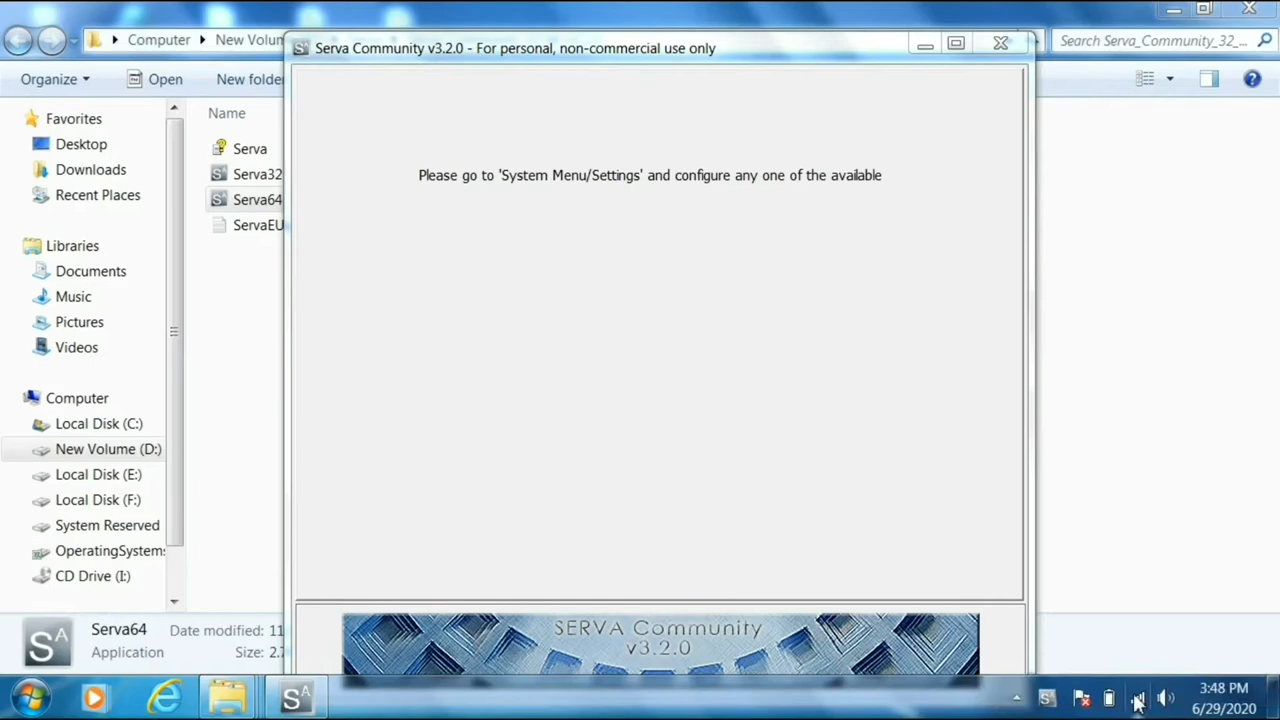 Computer
New Volum
Search Serva_Community_32_...
Serva Community v3.2.0 - For personal, non-commercial use only
Organize
Open
New folder
Favorites
Desktop
Downloads
Recent Places
Libraries
Documents
Music
Pictures
Videos
Computer
Local Disk (C:)
New Volume (D:)
Local Disk (E:)
Local Disk (F:)
System Reserved
OperatingSystem
CD Drive (I:)
Name
Serva
Serva32
Serva64
ServaEU
Please go to 'System Menu/Settings' and configure any one of the available
SERVA Community
v3.2.0
SA
Serva64
Date modified: 11
Application
Size: 2.7
SA
3:48 PM
6/29/2020